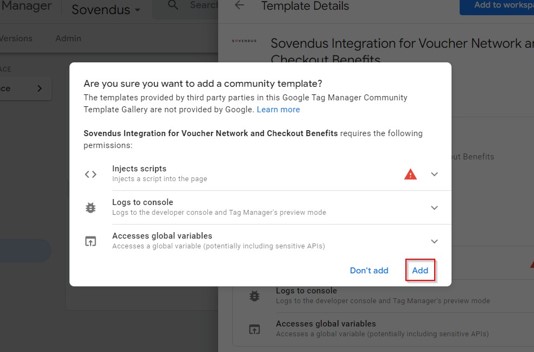 Manager
Sovendus
Search
Template Details
Add to workspa
Versions
Admin
Sovendus Integration for Voucher Network and
Checkout Benefits
Are you sure you want to add a community template?
The templates provided by third party parties in this Google Tag Manager Community
Template Gallery are not provided by Google. Learn more
Sovendus Integration for Voucher Network and Checkout Benefits requires the following
permissions:
Injects scripts
Injects a script into the page
Logs to console
Logs to the developer console and Tag Manager's preview mode
Accesses global variables
Accesses a global variable (potentially including sensitive APIs)
Don't add
Add
out Benefits
Logs to console
Logs to the developer console and Tag Manager's preview mode
Accesses global variables
Accesses a global variable (potentially including sensitive APIs)